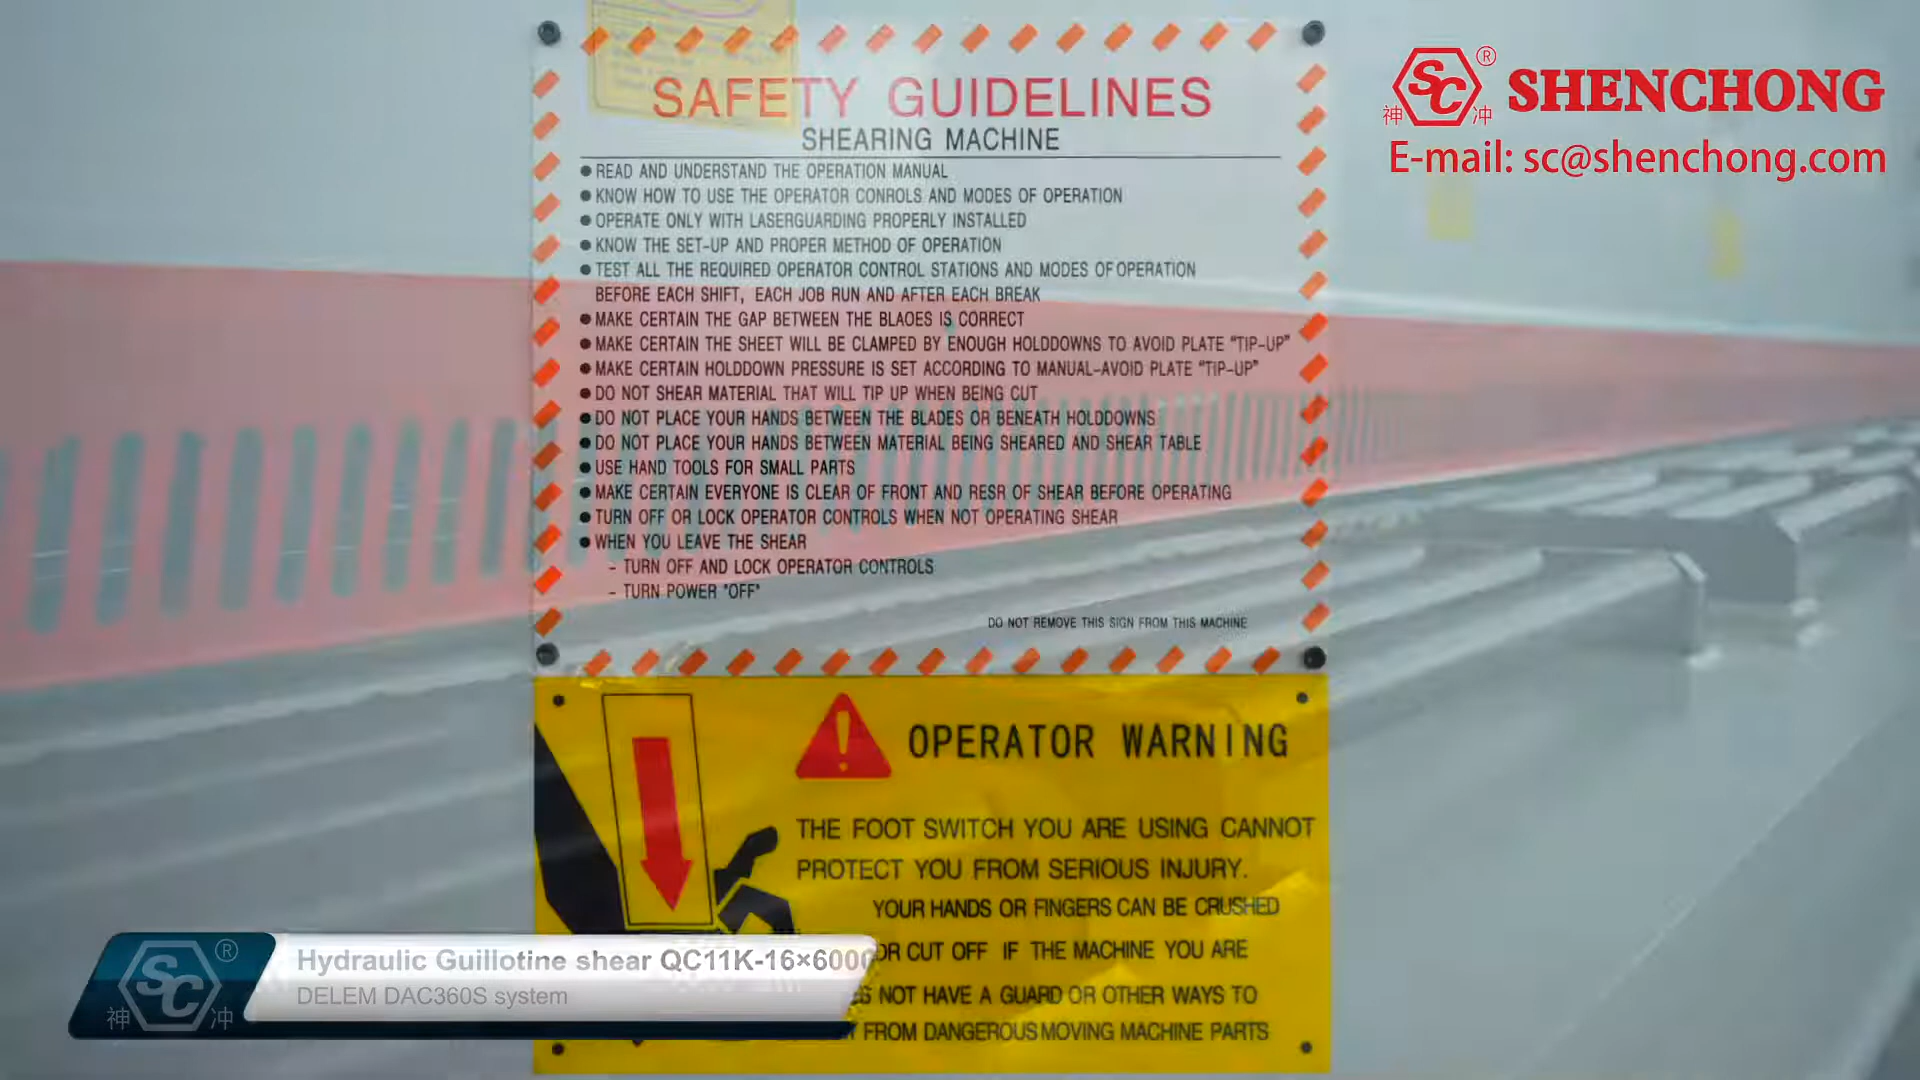 SAFETY GUIDELINES
SHEARING MACHINE
● READ AND UNDERSTAND THE OPERATION MANUAL
● KNOW HOW TO USE THE OPERATOR CONROLS AND MODES OF OPERATION
● OPERATE ONLY WITH LASERGUARDING PROPERLY INSTALLED
● KNOW THE SET-UP AND PROPER METHOD OF OPERATION
● TEST ALL THE REQUIRED OPERATOR CONTROL STATIONS AND MODES OF OPERATION
BEFORE EACH SHIFT, EACH JOB RUN AND AFTER EACH BREAK
● MAKE CERTAIN THE GAP BETWEEN THE BLAOES IS CORRECT
● MAKE CERTAIN THE SHEET WILL BE CLAMPED BY ENOUGH HOLDDOWNS TO AVOID PLATE “TIP-UP”
● MAKE CERTAIN HOLDDOWN PRESSURE IS SET ACCORDING TO MANUAL-AVOID PLATE “TIP-UP”
● DO NOT SHEAR MATERIAL THAT WILL TIP UP WHEN BEING CUT
● DO NOT PLACE YOUR HANDS BETWEEN THE BLADES OR BENEATH HOLDDOWNS
● DO NOT PLACE YOUR HANDS BETWEEN MATERIAL BEING SHEARED AND SHEAR TABLE
● USE HAND TOOLS FOR SMALL PARTS
● MAKE CERTAIN EVERYONE IS CLEAR OF FRONT AND RESR OF SHEAR BEFORE OPERATING
● TURN OFF OR LOCK OPERATOR CONTROLS WHEN NOT OPERATING SHEAR
● WHEN YOU LEAVE THE SHEAR
- TURN OFF AND LOCK OPERATOR CONTROLS
- TURN POWER "OFF"
DO NOT REMOVE THIS SIGN FROM THIS MACHINE
OPERATOR WARNING
THE FOOT SWITCH YOU ARE USING CANNOT
PROTECT YOU FROM SERIOUS INJURY.
YOUR HANDS OR FINGERS CAN BE CRUSHED
OR CUT OFF IF THE MACHINE YOU ARE
NOT HAVE A GUARD OR OTHER WAYS TO
FROM DANGEROUS MOVING MACHINE PARTS
SC ® SHENCHONG
神 冲
E-mail: sc@shenchong.com
SC ®
神 冲
Hydraulic Guillotine shear QC11K-16×6000
DELEM DAC360S system